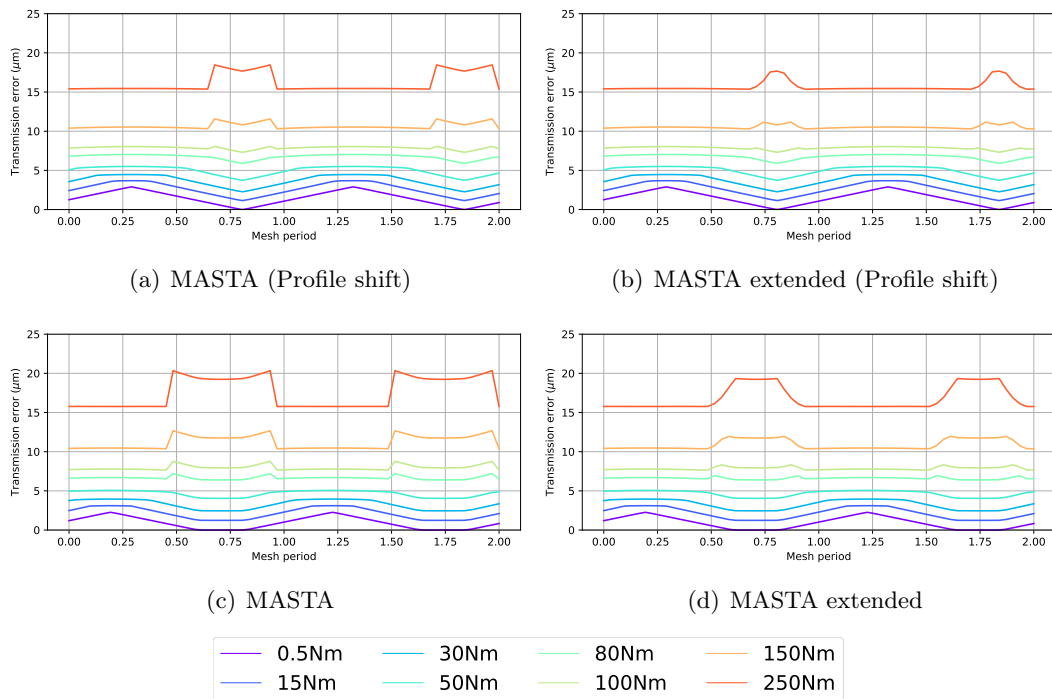 25
20
15
10
5
0
Transmission error (μm)
0.00 0.25 0.50 0.75 1.00 1.25 1.50 1.75 2.00
Mesh period
(a) MASTA (Profile shift)
25
20
15
10
5
0
Transmission error (μm)
0.00 0.25 0.50 0.75 1.00 1.25 1.50 1.75 2.00
Mesh period
(b) MASTA extended (Profile shift)
25
20
15
10
5
0
Transmission error (μm)
0.00 0.25 0.50 0.75 1.00 1.25 1.50 1.75 2.00
Mesh period
(c) MASTA
25
20
15
10
5
0
Transmission error (μm)
0.00 0.25 0.50 0.75 1.00 1.25 1.50 1.75 2.00
Mesh period
(d) MASTA extended
0.5Nm 30Nm 80Nm 150Nm
15Nm 50Nm 100Nm 250Nm